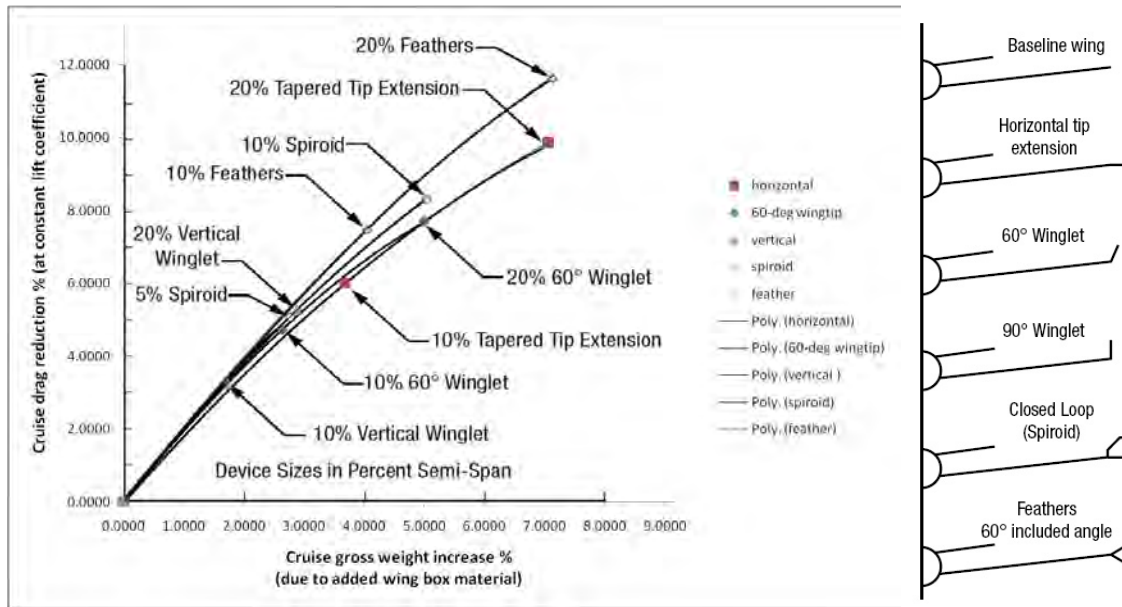 20% Feathers
12.0000
20% Tapered Tip Extension
10.0000
10% Spiroid
10% Feathers
8.0000
20% Vertical
Winglet
6.0000
5% Spiroid
20% 60° Winglet
10% Tapered Tip Extension
4.0000
10% 60° Winglet
10% Vertical Winglet
2.0000
Device Sizes in Percent Semi-Span
0.0000
0.0000 1.0000 2.0000 3.0000 4.0000 5.0000 6.0000 7.0000 8.0000 9.0000
Cruise gross weight increase %
(due to added wing box material)
Cruise drag reduction % (at constant lift coefficient)
horizontal
60-deg wingtip
vertical
spiroid
feather
Poly. (horizontal)
Poly. (60-deg wingtip)
Poly. (vertical )
Poly. (spiroid)
Poly. (feather)
Baseline wing
Horizontal tip
extension
60° Winglet
90° Winglet
Closed Loop
(Spiroid)
Feathers
60° included angle